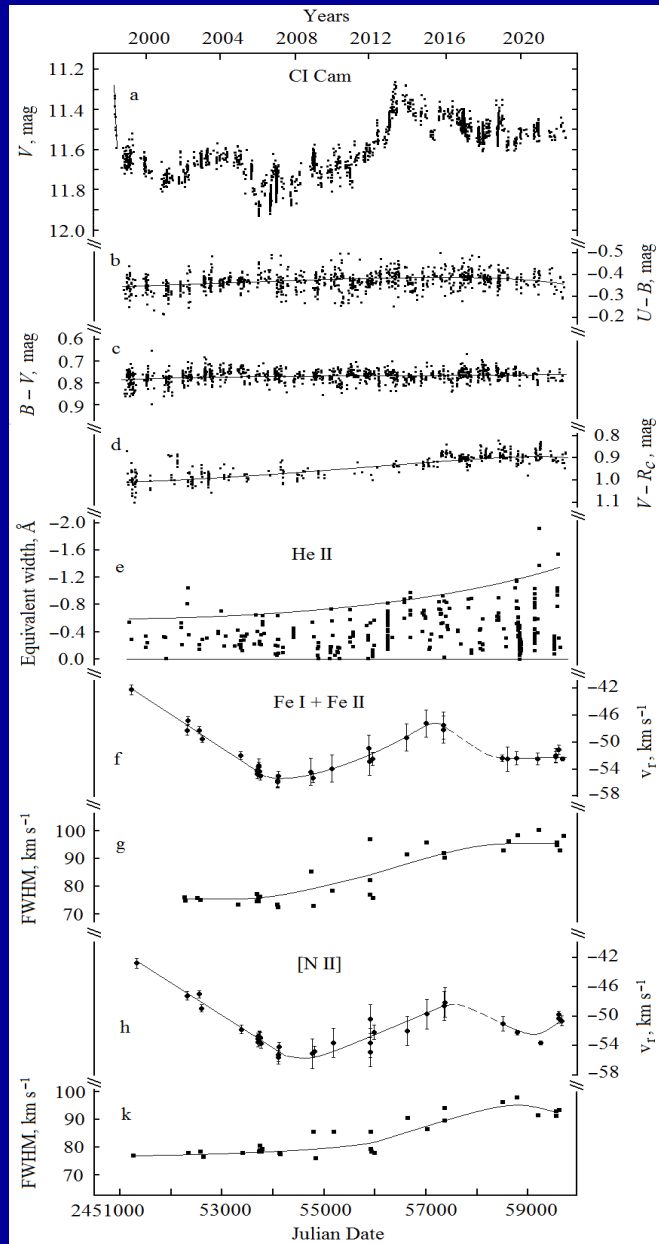 Years
2000 2004 2006 2008 2012 2016 2020
CI Cam
a
V, mag
11.2
11.6
11.8
12.0
b
−0.5
−0.4
−0.3
−0.2
U−B, mag
c
B−V, mag
0.6
0.7
0.8
0.9
d
0.8
0.9
1.0
1.1
V−R_C, mag
e
He II
Equivalent width, Å
−2.0
−1.6
−1.2
−0.8
−0.4
0.0
f
Fe I + Fe II
−42
−46
−50
−54
−58
v_r, km s⁻¹
g
FWHM, km s⁻¹
100
90
80
70
h
[N II]
−42
−46
−50
−54
−58
v_r, km s⁻¹
k
FWHM, km s⁻¹
100
90
80
70
2451000 53000 55000 57000 59000
Julian Date